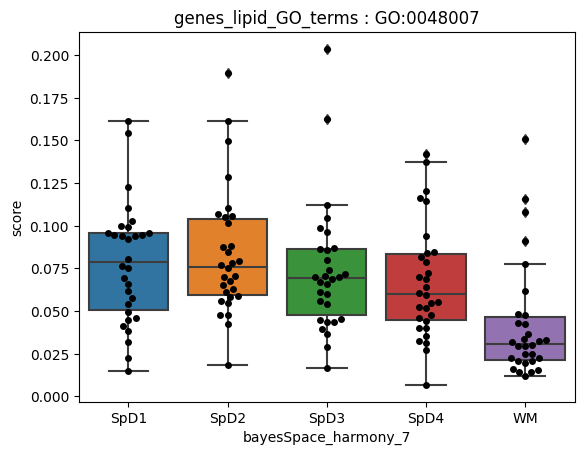 genes_lipid_GO_terms : GO:0048007
score
0.200
0.175
0.150
0.125
0.100
0.075
0.050
0.025
0.000
SpD1 SpD2 SpD3 SpD4 WM
bayesSpace_harmony_7